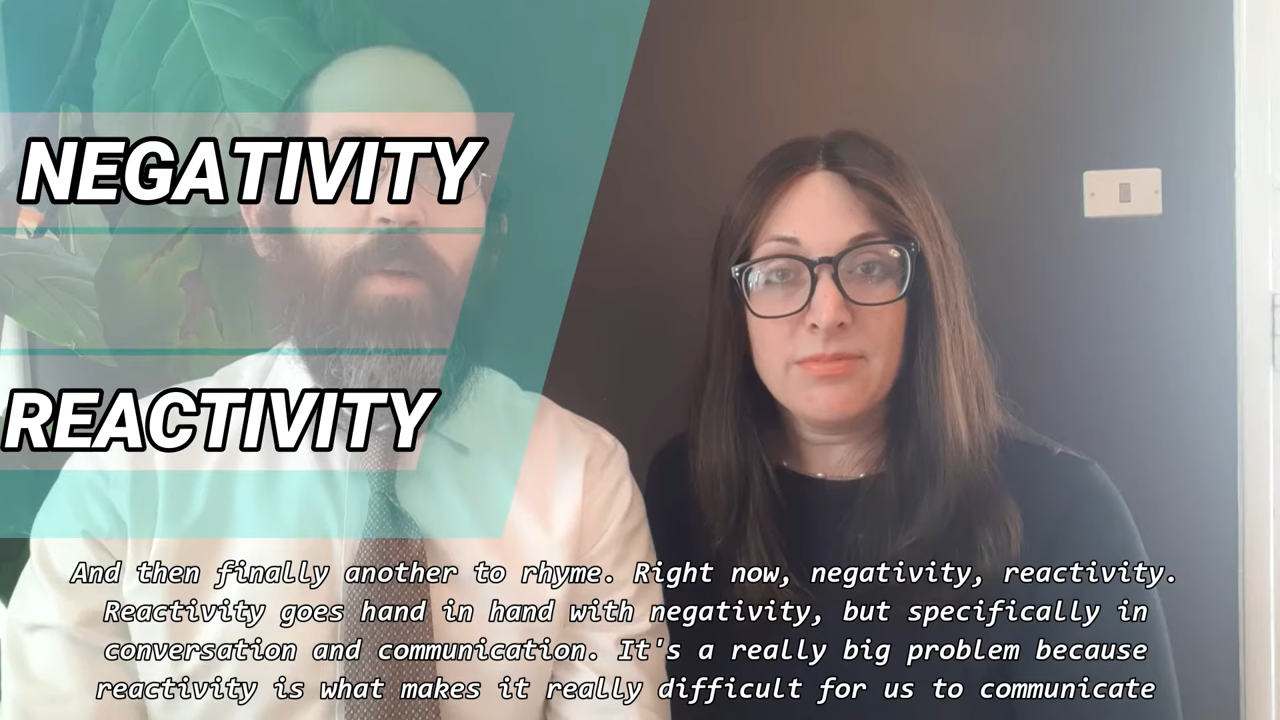 NEGATIVITY
REACTIVITY
And then finally another to rhyme. Right now, negativity, reactivity.
Reactivity goes hand in hand with negativity, but specifically in
conversation and communication. It's a really big problem because
reactivity is what makes it really difficult for us to communicate